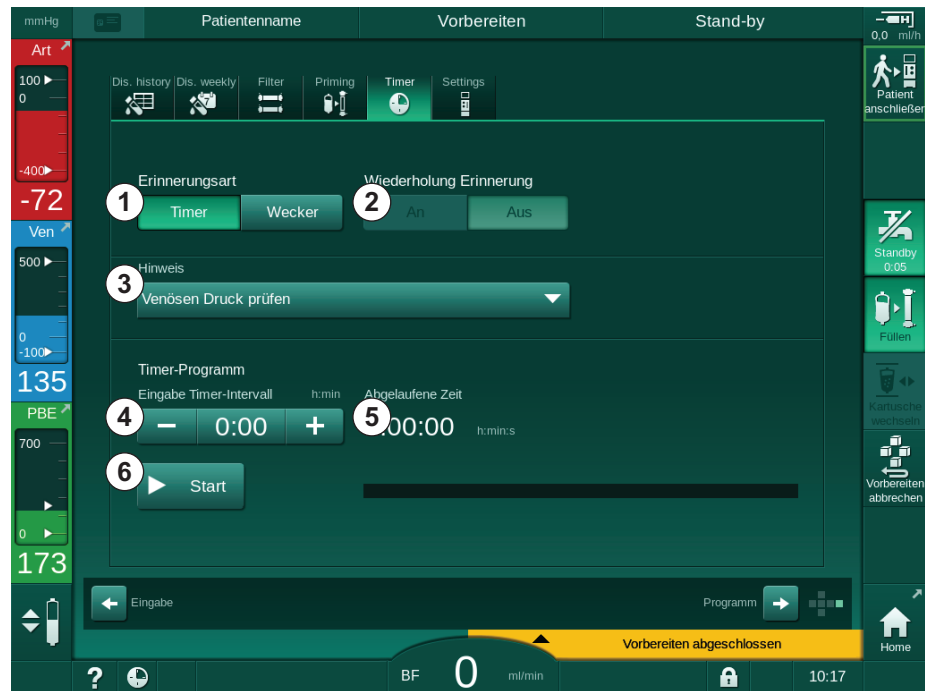 mmHg
Patientenname
Vorbereiten
Stand-by
0,0 ml/h
Art
100
0
-400
-72
Ven
500
0
-100
135
PBE
700
0
173
Dis. history
Dis. weekly
Filter
Priming
Timer
Settings
7
Erinnerungsart
Wiederholung Erinnerung
1
Timer
Wecker
2
An
Aus
Hinweis
3
Venösen Druck prüfen
Timer-Programm
Eingabe Timer-Intervall h:min
Abgelaufene Zeit
4
− 0:00 +
5
:00:00 h:min:s
6
Start
Eingabe
Programm
Vorbereiten abgeschlossen
?
BF 0 ml/min
10:17
Patient
anschließen
Standby
0:05
Füllen
Kartusche
wechseln
Vorbereiten
abbrechen
Home